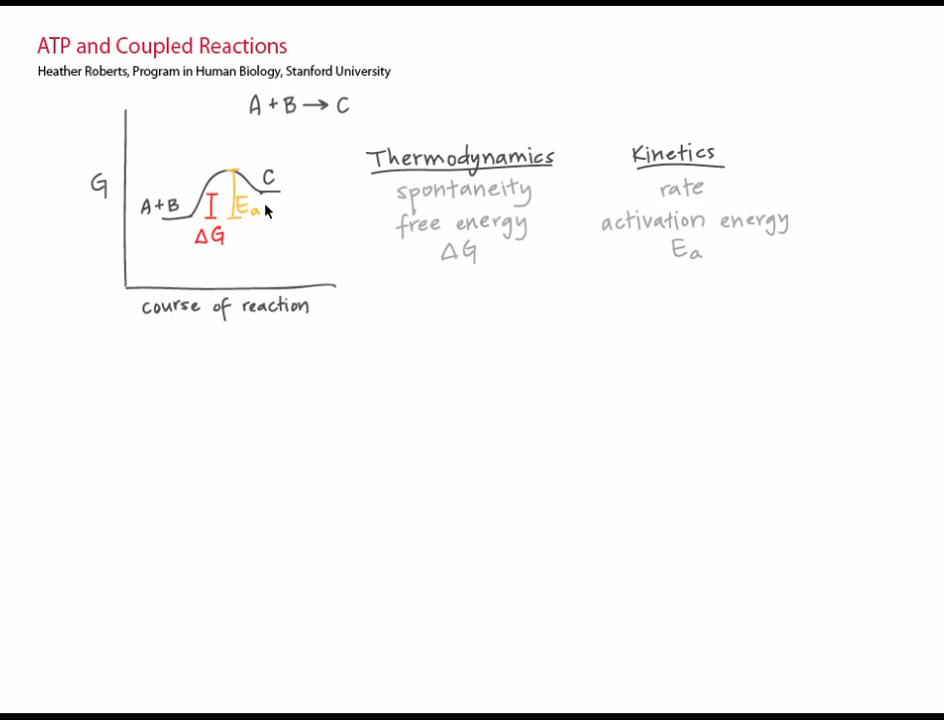 ATP and Coupled Reactions
Heather Roberts, Program in Human Biology, Stanford University
A + B → C
G
A+B
C
Ea
ΔG
course of reaction
Thermodynamics
spontaneity
free energy
ΔG
Kinetics
rate
activation energy
Ea